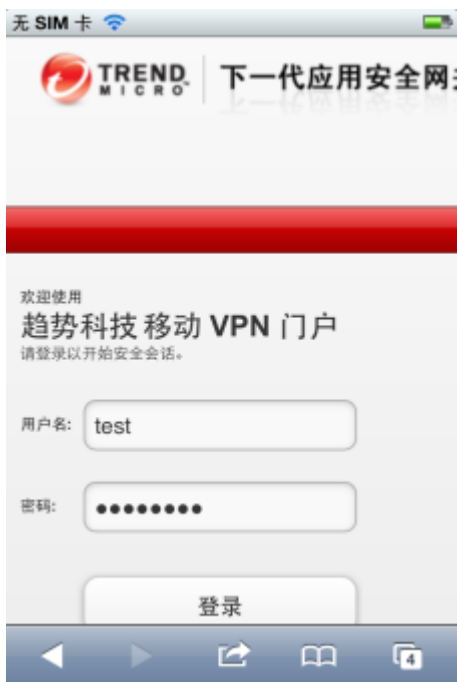 无 SIM 卡
TREND MICRO
下一代应用安全网
欢迎使用
趋势科技 移动 VPN 门户
请登录以开始安全会话。
用户名: test
密码: ●●●●●●●●
登录
4